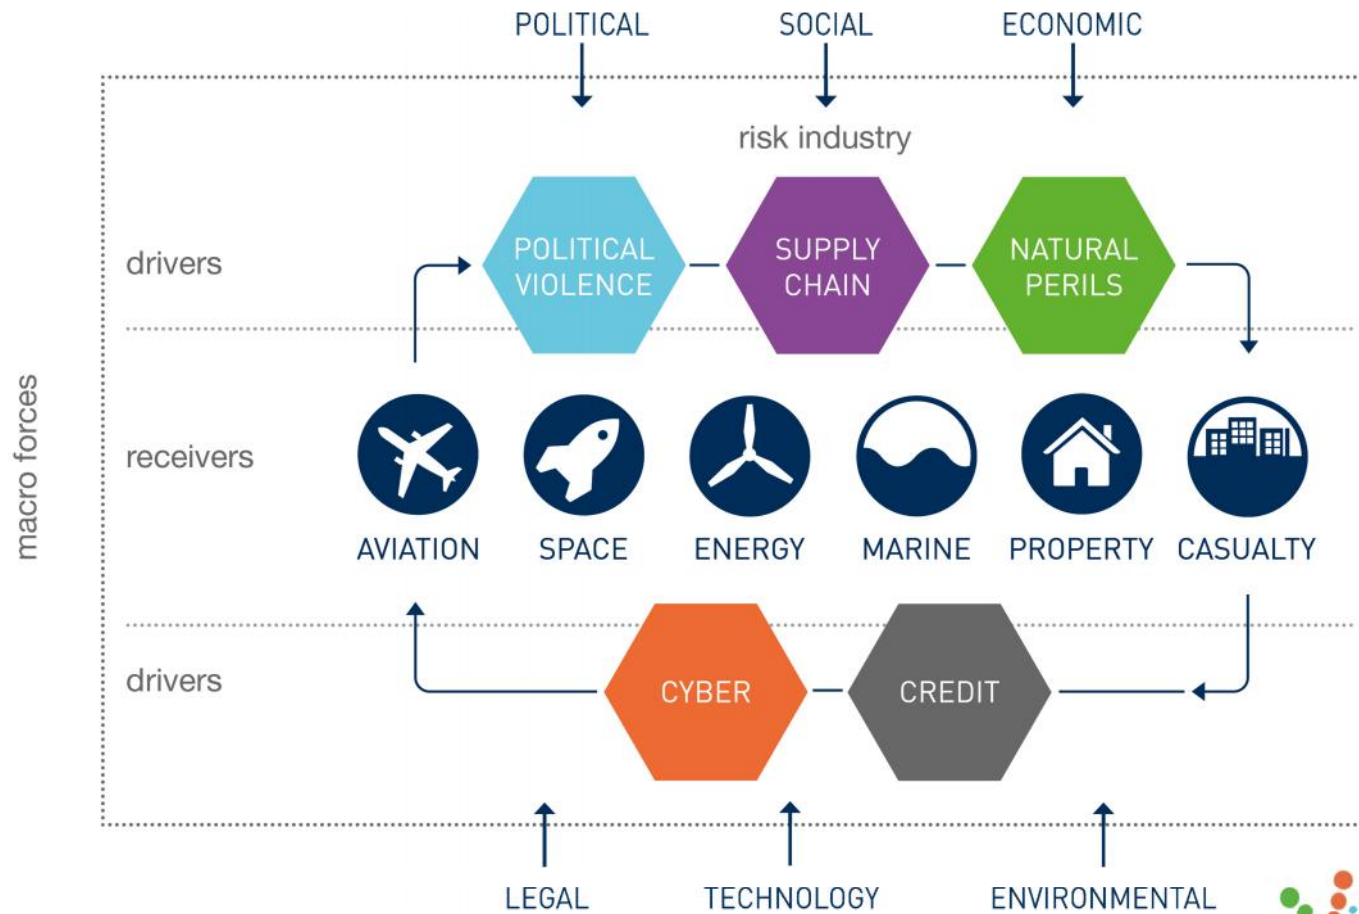 POLITICAL SOCIAL ECONOMIC
risk industry
drivers
POLITICAL
VIOLENCE
SUPPLY
CHAIN
NATURAL
PERILS
macro forces
receivers
AVIATION SPACE ENERGY MARINE PROPERTY CASUALTY
drivers
CYBER
CREDIT
LEGAL TECHNOLOGY ENVIRONMENTAL